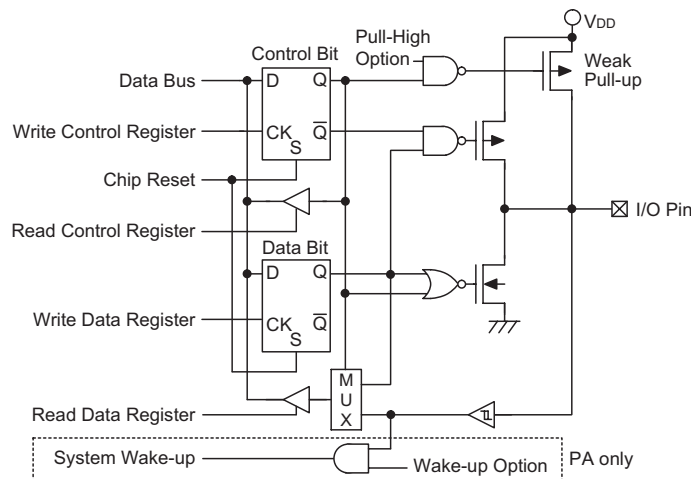 VDD
Pull-High
Option
Control Bit
Weak
Pull-up
Data Bus
D
Q
Write Control Register
CK
Q
S
Chip Reset
I/O Pin
Read Control Register
Data Bit
D
Q
Write Data Register
CK
Q
S
M
U
X
Read Data Register
System Wake-up
Wake-up Option
PA only